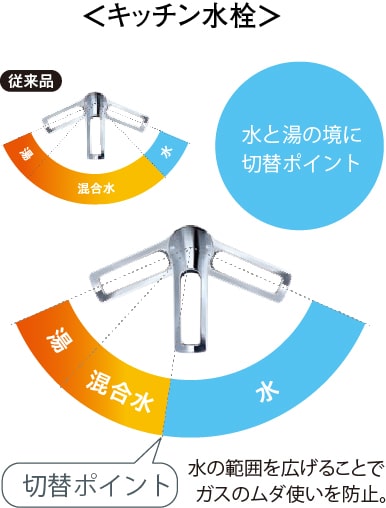 ＜キッチン水栓＞
従来品
湯
混合水
水
水と湯の境に
切替ポイント
湯
混合水
水
切替ポイント
水の範囲を広げることで
ガスのムダ使いを防止。